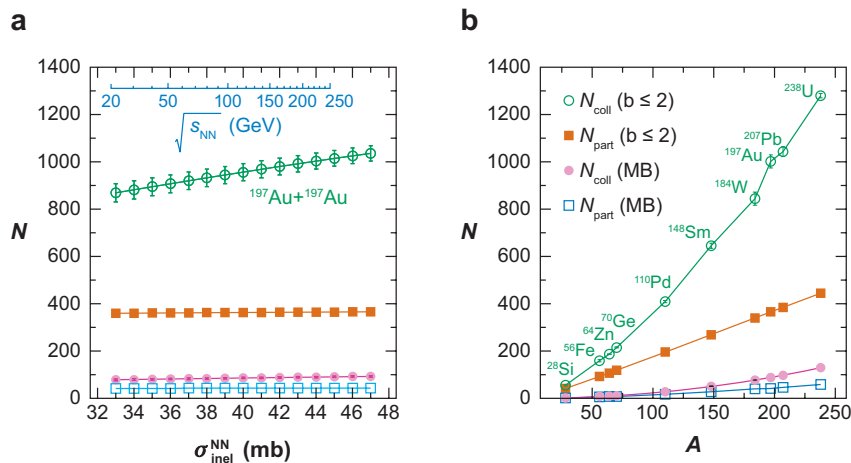 a
1400
1200
1000
800
600
400
200
0
N
20 50 100 150 200 250
√sNN (GeV)
197Au+197Au
32 34 36 38 40 42 44 46 48
σNNinel (mb)
b
1400
1200
1000
800
600
400
200
0
N
Ncoll (b ≤ 2)
Npart (b ≤ 2)
Ncoll (MB)
Npart (MB)
238U
207Pb
197Au
184W
148Sm
110Pd
70Ge
64Zn
56Fe
28Si
50 100 150 200 250
A